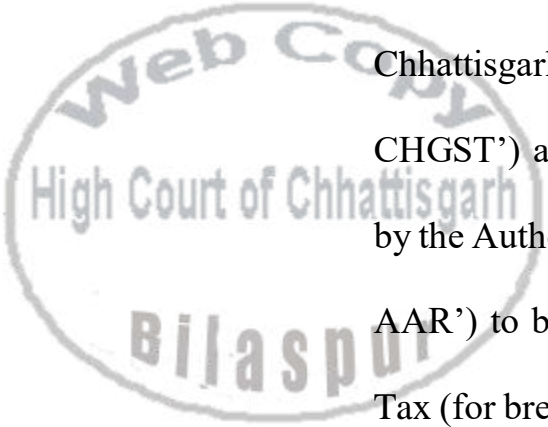 Web Copy
High Court of Chhattisgarh
Bilaspur
Chhattisgarh
CHGST’) a
by the Auth
AAR’) to b
Tax (for bre